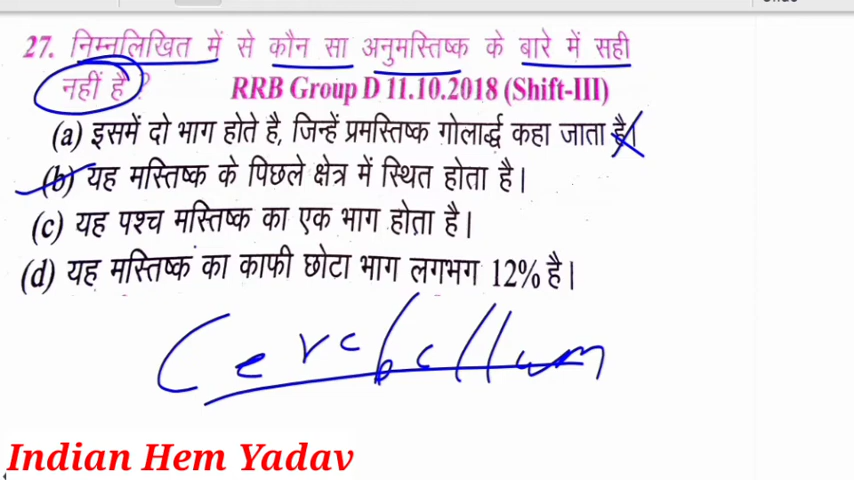 27. निम्नलिखित में से कौन सा अनुमस्तिष्क के बारे में सही
नहीं है ?
RRB Group D 11.10.2018 (Shift-III)
(a) इसमें दो भाग होते है, जिन्हें प्रमस्तिष्क गोलार्द्ध कहा जाता है।
(b) यह मस्तिष्क के पिछले क्षेत्र में स्थित होता है।
(c) यह पश्च मस्तिष्क का एक भाग होता है।
(d) यह मस्तिष्क का काफी छोटा भाग लगभग 12% है।
Cerebellum
Indian Hem Yadav